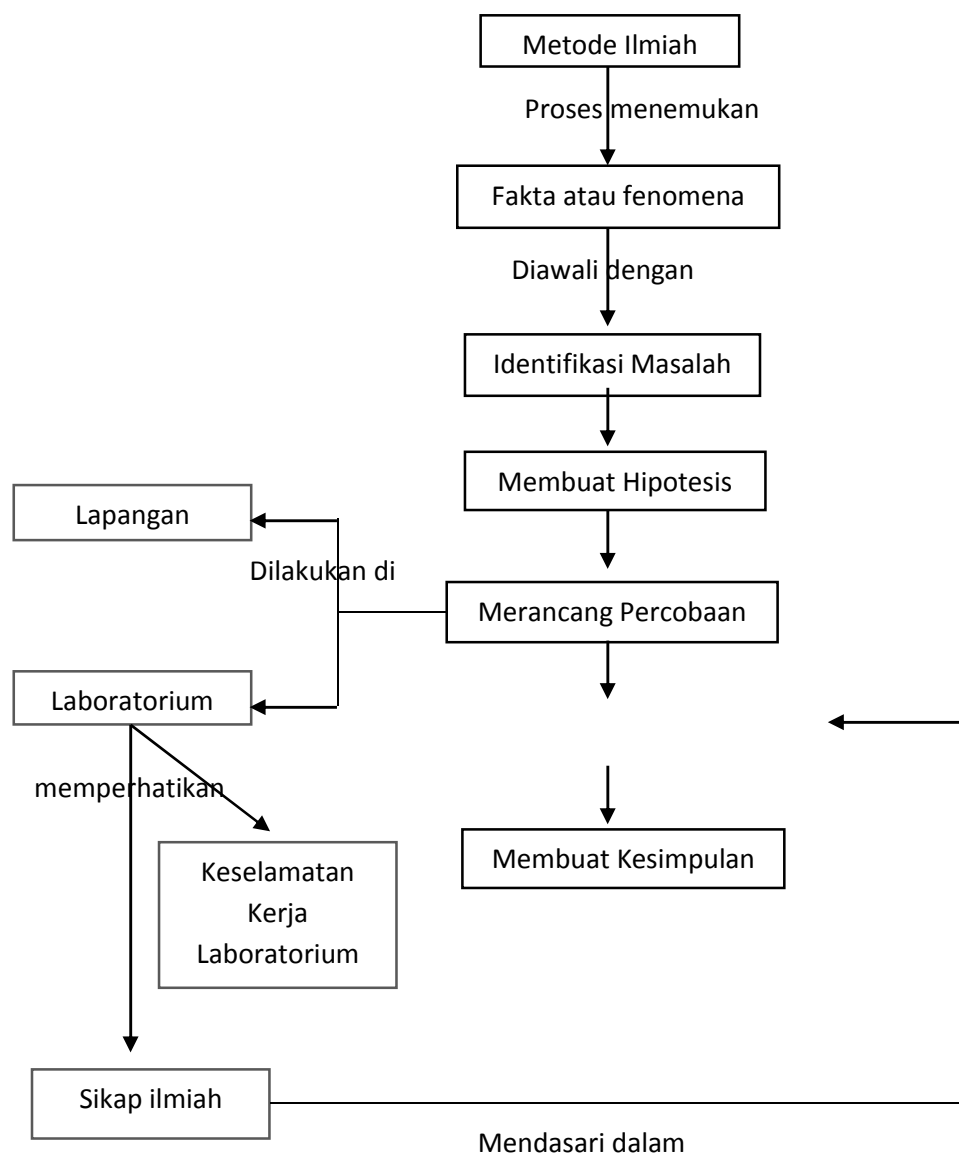 Metode Ilmiah
Proses menemukan
Fakta atau fenomena
Diawali dengan
Identifikasi Masalah
Membuat Hipotesis
Lapangan
Dilakukan di
Merancang Percobaan
Laboratorium
memperhatikan
Keselamatan
Kerja
Laboratorium
Membuat Kesimpulan
Sikap ilmiah
Mendasari dalam